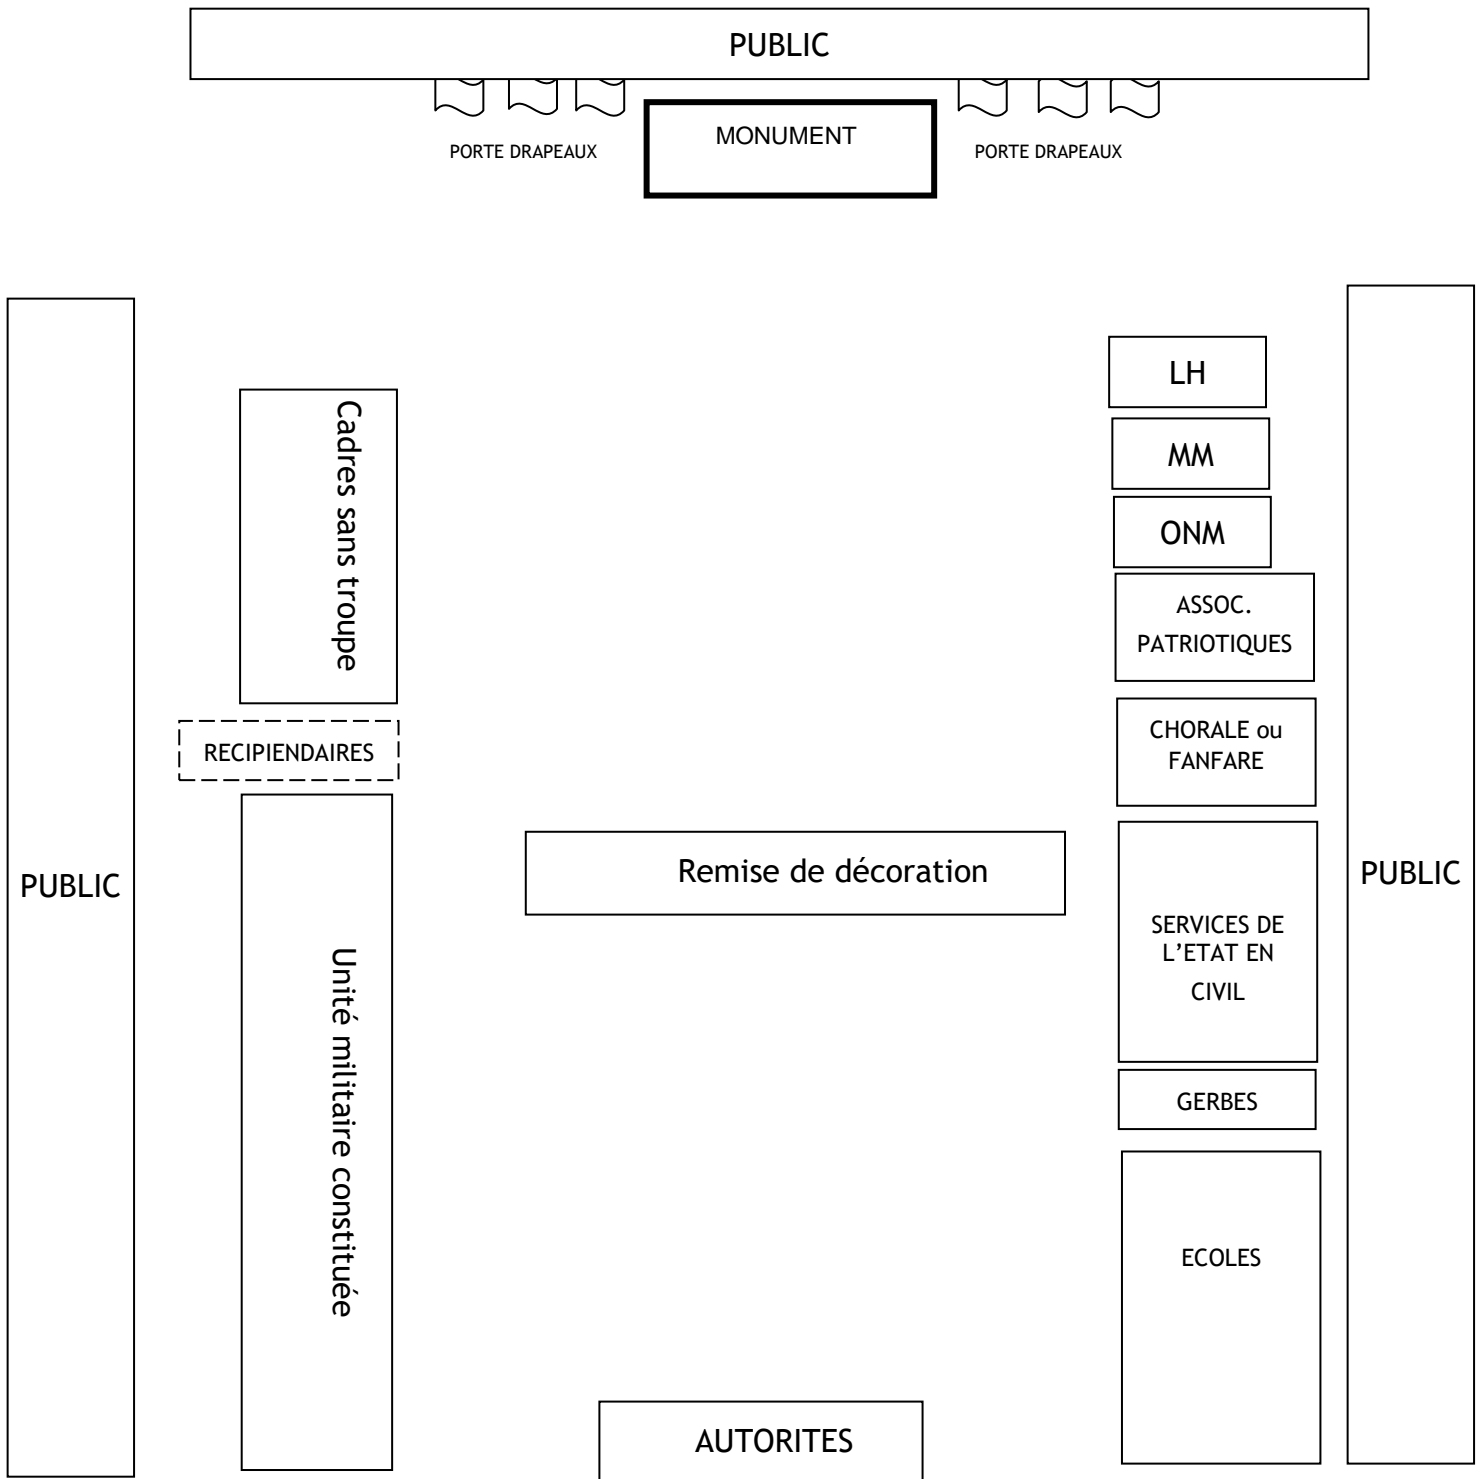 PUBLIC
MONUMENT
PORTE DRAPEAUX
PORTE DRAPEAUX
LH
MM
ONM
ASSOC.
PATRIOTIQUES
Cadres sans troupe
RECIPIENDAIRES
CHORALE ou
FANFARE
PUBLIC
Remise de décoration
PUBLIC
SERVICES DE
L’ETAT EN
CIVIL
Unité militaire constituée
GERBES
ECOLES
AUTORITES